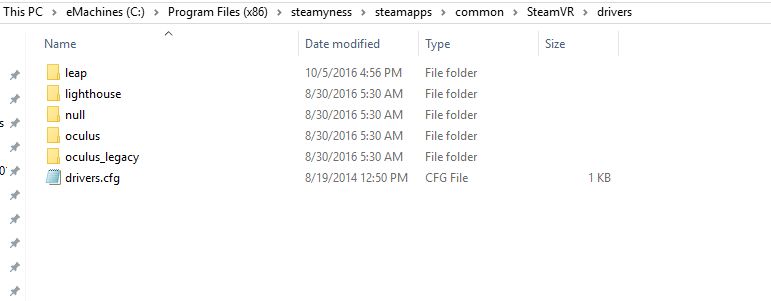 This PC > eMachines (C:) > Program Files (x86) > steamyness > steamapps > common > SteamVR > drivers
Name Date modified Type Size
leap 10/5/2016 4:56 PM File folder
lighthouse 8/30/2016 5:30 AM File folder
null 8/30/2016 5:30 AM File folder
s
oculus 8/30/2016 5:30 AM File folder
oculus_legacy 8/30/2016 5:30 AM File folder
drivers.cfg 8/19/2014 12:50 PM CFG File 1 KB